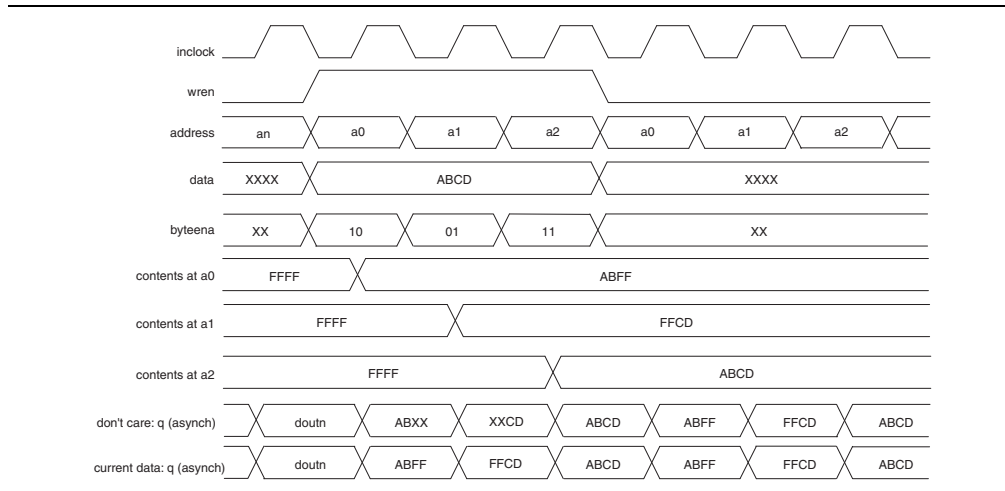 inclock
wren
address an a0 a1 a2 a0 a1 a2
data XXXX ABCD XXXX
byteena XX 10 01 11 XX
contents at a0 FFFF ABFF
contents at a1 FFFF FFCD
contents at a2 FFFF ABCD
don't care: q (asynch) doutn ABXX XXCD ABCD ABFF FFCD ABCD
current data: q (asynch) doutn ABFF FFCD ABCD ABFF FFCD ABCD